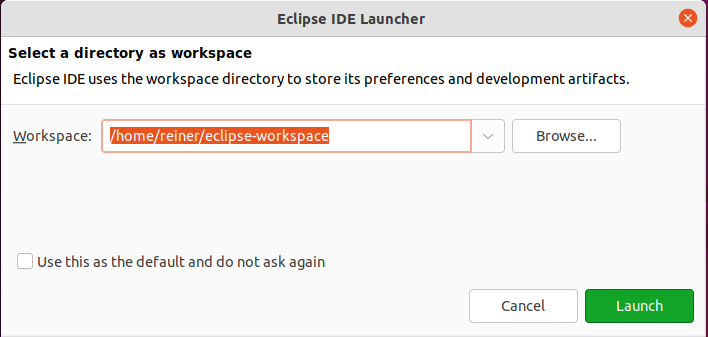 Eclipse IDE Launcher
Select a directory as workspace
Eclipse IDE uses the workspace directory to store its preferences and development artifacts.
Workspace: /home/reiner/eclipse-workspace Browse...
Use this as the default and do not ask again
Cancel Launch